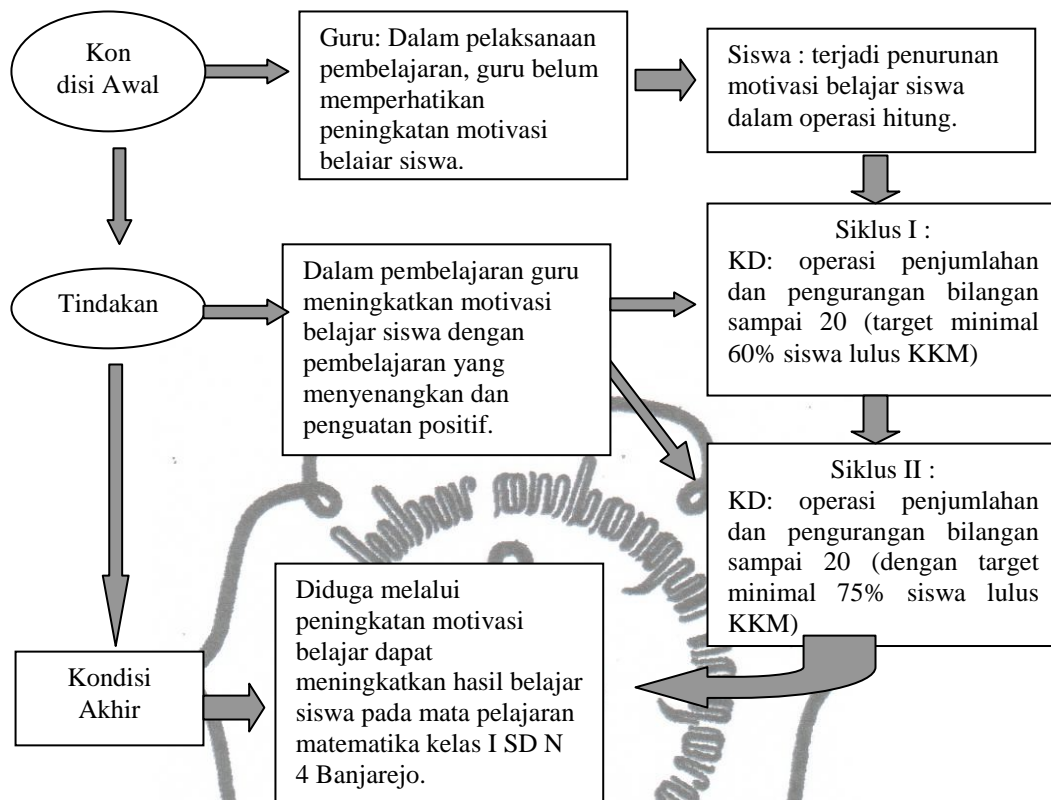 Kon
disi Awal
Guru: Dalam pelaksanaan
pembelajaran, guru belum
memperhatikan
peningkatan motivasi
belajar siswa.
Siswa : terjadi penurunan
motivasi belajar siswa
dalam operasi hitung.
Tindakan
Dalam pembelajaran guru
meningkatkan motivasi
belajar siswa dengan
pembelajaran yang
menyenangkan dan
penguatan positif.
Siklus I :
KD: operasi penjumlahan
dan pengurangan bilangan
sampai 20 (target minimal
60% siswa lulus KKM)
Siklus II :
KD: operasi penjumlahan
dan pengurangan bilangan
sampai 20 (dengan target
minimal 75% siswa lulus
KKM)
Kondisi
Akhir
Diduga melalui
peningkatan motivasi
belajar dapat
meningkatkan hasil belajar
siswa pada mata pelajaran
matematika kelas I SD N
4 Banjarejo.